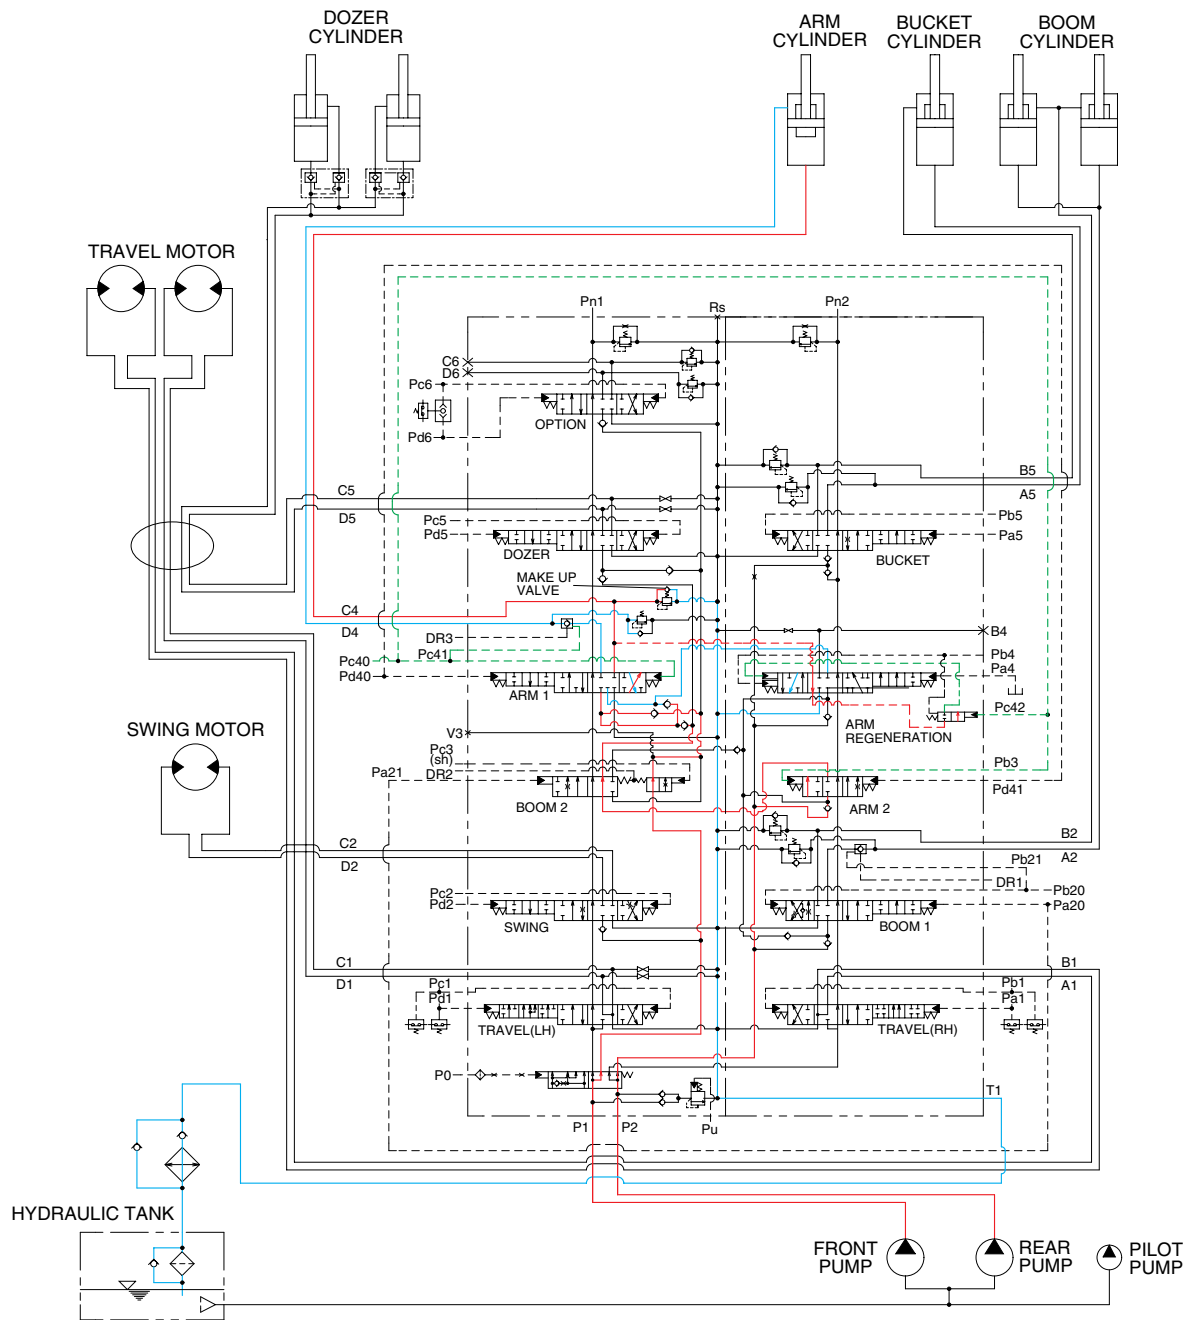 DOZER
CYLINDER
ARM
CYLINDER
BUCKET
CYLINDER
BOOM
CYLINDER
TRAVEL MOTOR
Pn1
Rs
Pn2
C6
D6
Pc6
OPTION
Pd6
B5
C5
A5
D5
Pc5
Pb5
Pd5
Pa5
DOZER
BUCKET
MAKE UP
VALVE
C4
D4
B4
DR3
Pc40
Pc41
Pb4
Pd40
Pa4
ARM 1
Pc42
ARM
REGENERATION
SWING MOTOR
V3
Pc3
(sh)
Pb3
Pa21
DR2
Pd41
BOOM 2
ARM 2
C2
B2
D2
A2
Pb21
DR1
Pc2
Pb20
Pd2
Pa20
SWING
BOOM 1
C1
B1
D1
A1
Pc1
Pb1
Pd1
Pa1
TRAVEL(LH)
TRAVEL(RH)
P0
T1
P1
P2
Pu
HYDRAULIC TANK
FRONT
PUMP
REAR
PUMP
PILOT
PUMP